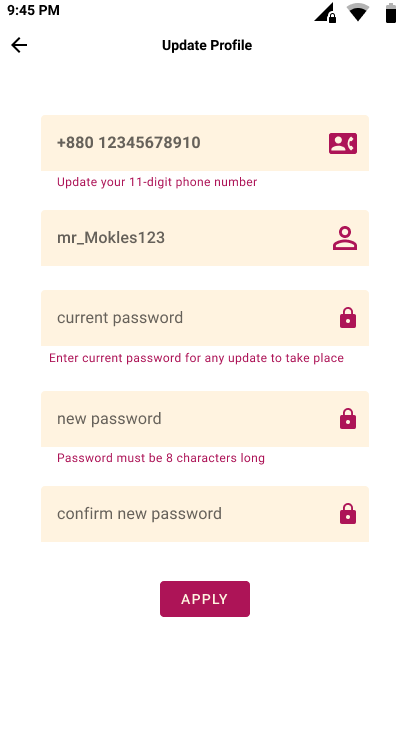 9:45 PM
Update Profile
+880 12345678910
Update your 11-digit phone number
mr_Mokles123
current password
Enter current password for any update to take place
new password
Password must be 8 characters long
confirm new password
APPLY